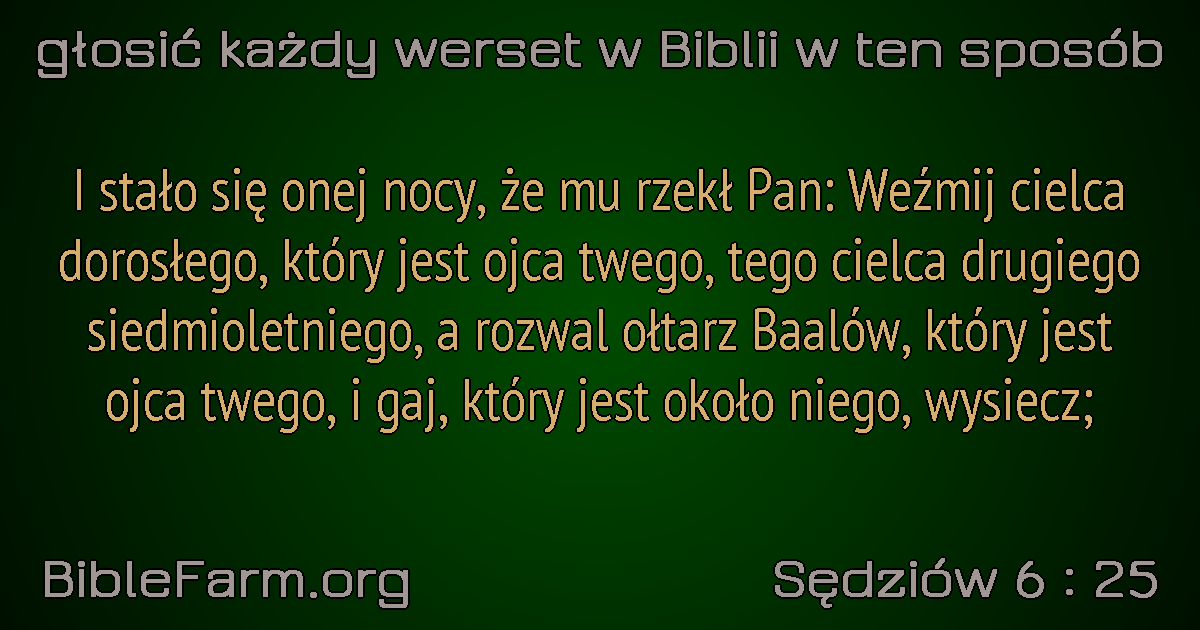 głosić każdy werset w Biblii w ten sposób
I stało się onej nocy, że mu rzekł Pan: Weźmij cielca
dorosłego, który jest ojca twego, tego cielca drugiego
siedmioletniego, a rozwal ołtarz Baalów, który jest
ojca twego, i gaj, który jest około niego, wysiecz;
BibleFarm.org
Sędziów 6 : 25